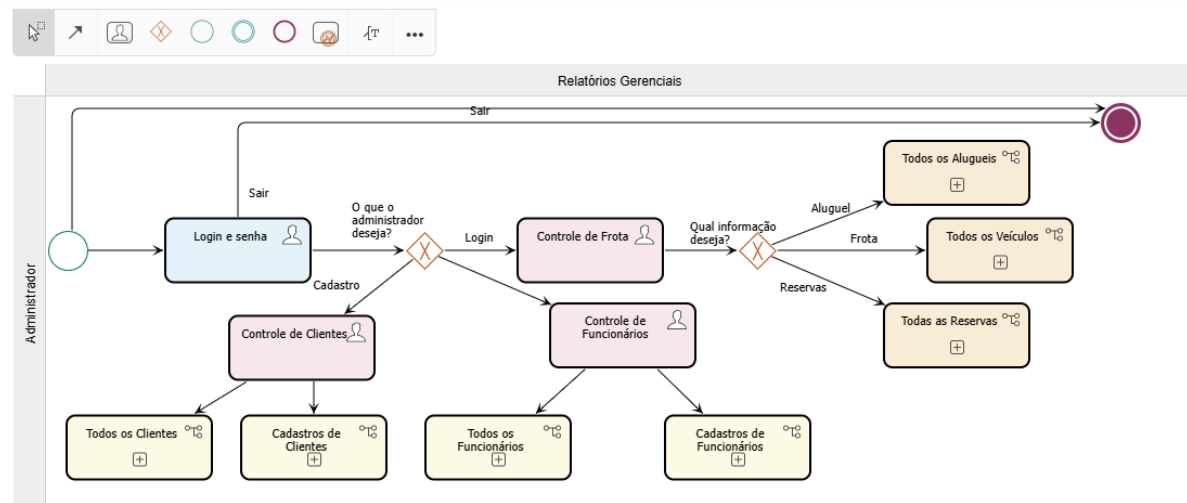 Relatórios Gerenciais
Administrador
Sair
Sair
Login e senha
O que o
administrador
deseja?
Login
Controle de Frota
Qual informação
deseja?
Aluguel
Todos os Alugueis
Frota
Todos os Veículos
Reservas
Todas as Reservas
Cadastro
Controle de Clientes
Controle de
Funcionários
Todos os Clientes
Cadastros de
Clientes
Todos os
Funcionários
Cadastros de
Funcionários